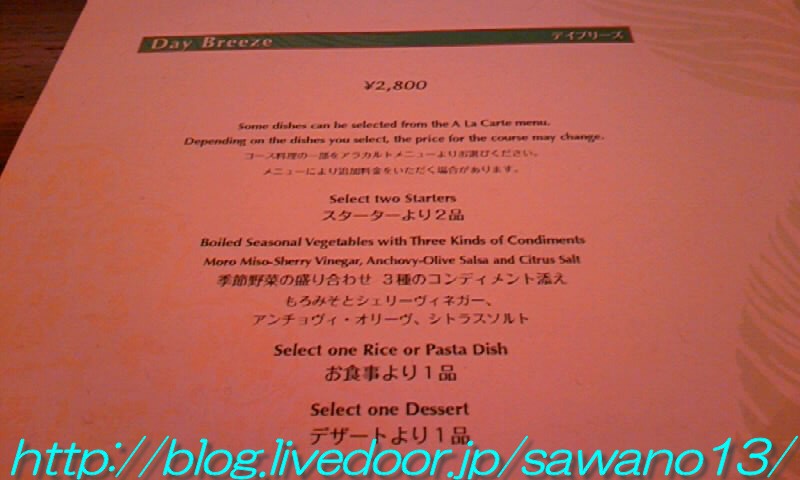 Day Breeze デイブリーズ
¥2,800
Some dishes can be selected from the A La Carte menu.
Depending on the dishes you select, the price for the course may change.
コース料理の一部をアラカルトメニューよりお選びください。
メニューにより追加料金をいただく場合があります。
Select two Starters
スターターより2品
Boiled Seasonal Vegetables with Three Kinds of Condiments
Moro Miso-Sherry Vinegar, Anchovy-Olive Salsa and Citrus Salt
季節野菜の盛り合わせ 3種のコンディメント添え
もろみそとシェリーヴィネガー、
アンチョヴィ・オリーヴ、シトラスソルト
Select one Rice or Pasta Dish
お食事より1品
Select one Dessert
デザートより1品
http://blog.livedoor.jp/sawano13/